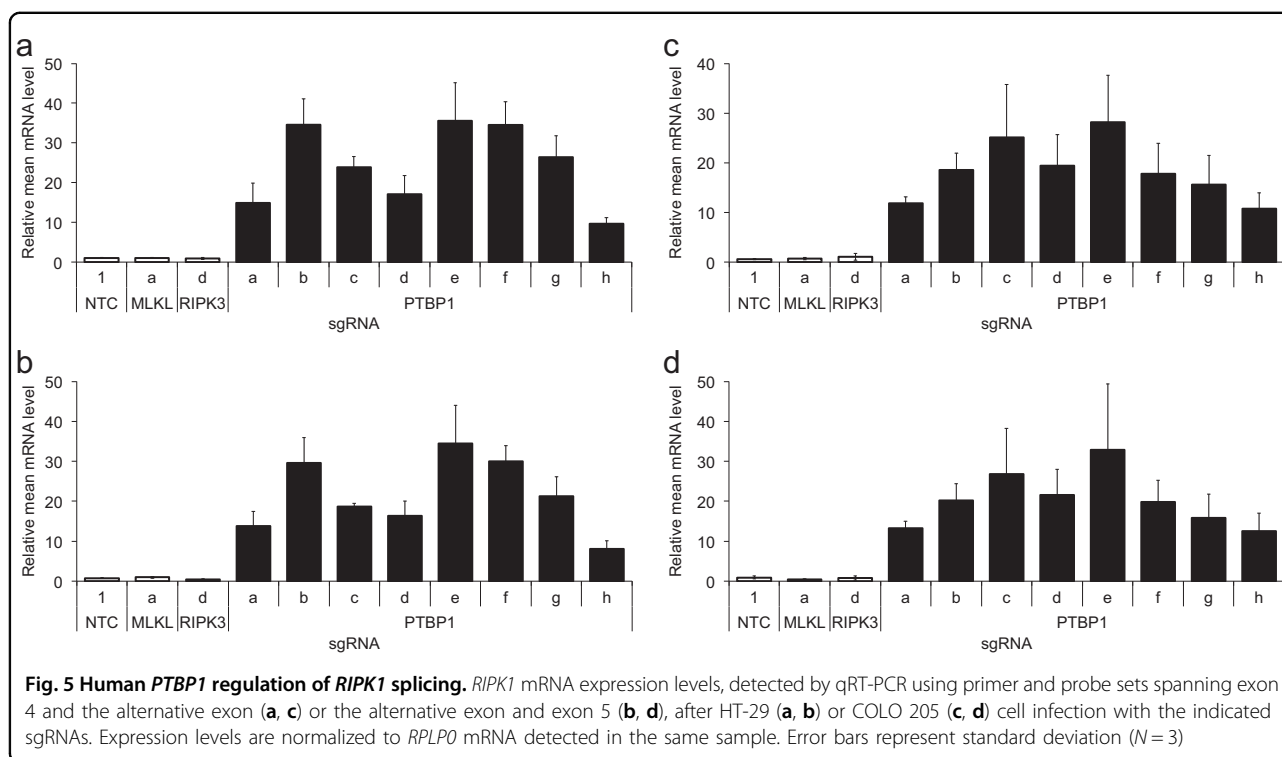 a
Relative mean mRNA level
50
40
30
20
10
0
1 a d a b c d e f g h
NTC MLKL RIPK3 PTBP1
sgRNA
c
Relative mean mRNA level
40
30
20
10
0
1 a d a b c d e f g h
NTC MLKL RIPK3 PTBP1
sgRNA
b
Relative mean mRNA level
50
40
30
20
10
0
1 a d a b c d e f g h
NTC MLKL RIPK3 PTBP1
sgRNA
d
Relative mean mRNA level
50
40
30
20
10
0
1 a d a b c d e f g h
NTC MLKL RIPK3 PTBP1
sgRNA
Fig. 5 Human PTBP1 regulation of RIPK1 splicing. RIPK1 mRNA expression levels, detected by qRT-PCR using primer and probe sets spanning exon
4 and the alternative exon (a, c) or the alternative exon and exon 5 (b, d), after HT-29 (a, b) or COLO 205 (c, d) cell infection with the indicated
sgRNAs. Expression levels are normalized to RPLP0 mRNA detected in the same sample. Error bars represent standard deviation (N = 3)